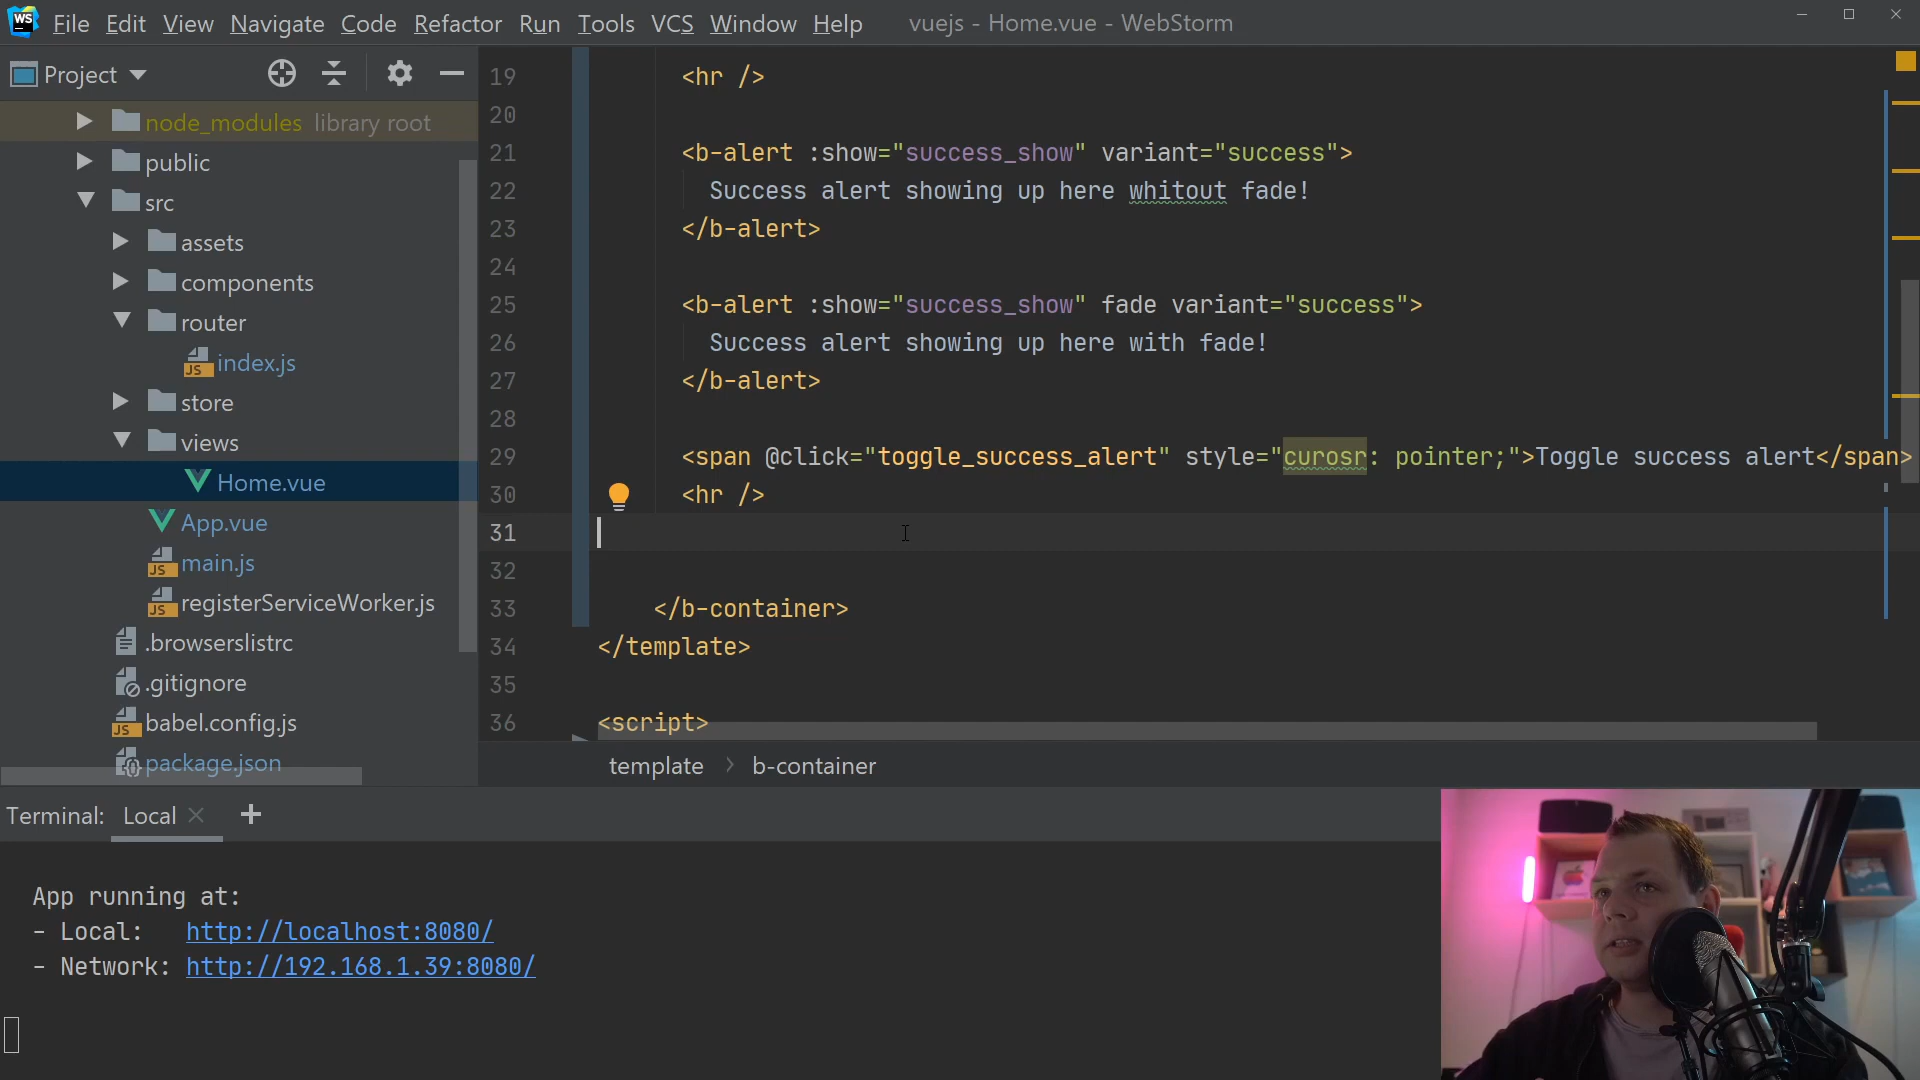 WS File Edit View Navigate Code Refactor Run Tools VCS Window Help vuejs - Home.vue - WebStorm
Project
node_modules library root
public
src
assets
components
router
JS index.js
store
views
Home.vue
App.vue
JS main.js
JS registerServiceWorker.js
.browserslistrc
.gitignore
JS babel.config.js
package.json
19 <hr />
20
21 <b-alert :show="success_show" variant="success">
22 Success alert showing up here whitout fade!
23 </b-alert>
24
25 <b-alert :show="success_show" fade variant="success">
26 Success alert showing up here with fade!
27 </b-alert>
28
29 <span @click="toggle_success_alert" style="curosr: pointer;">Toggle success alert</span>
30 <hr />
31
32
33 </b-container>
34 </template>
35
36 <script>
template b-container
Terminal: Local
App running at:
- Local: http://localhost:8080/
- Network: http://192.168.1.39:8080/